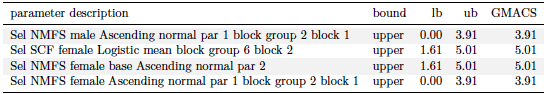 parameter description bound lb ub GMACS
Sel NMFS male Ascending normal par 1 block group 2 block 1 upper 0.00 3.91 3.91
Sel SCF female Logistic mean block group 6 block 2 upper 1.61 5.01 5.01
Sel NMFS female base Ascending normal par 2 upper 1.61 5.01 5.01
Sel NMFS female Ascending normal par 1 block group 2 block 1 upper 0.00 3.91 3.91